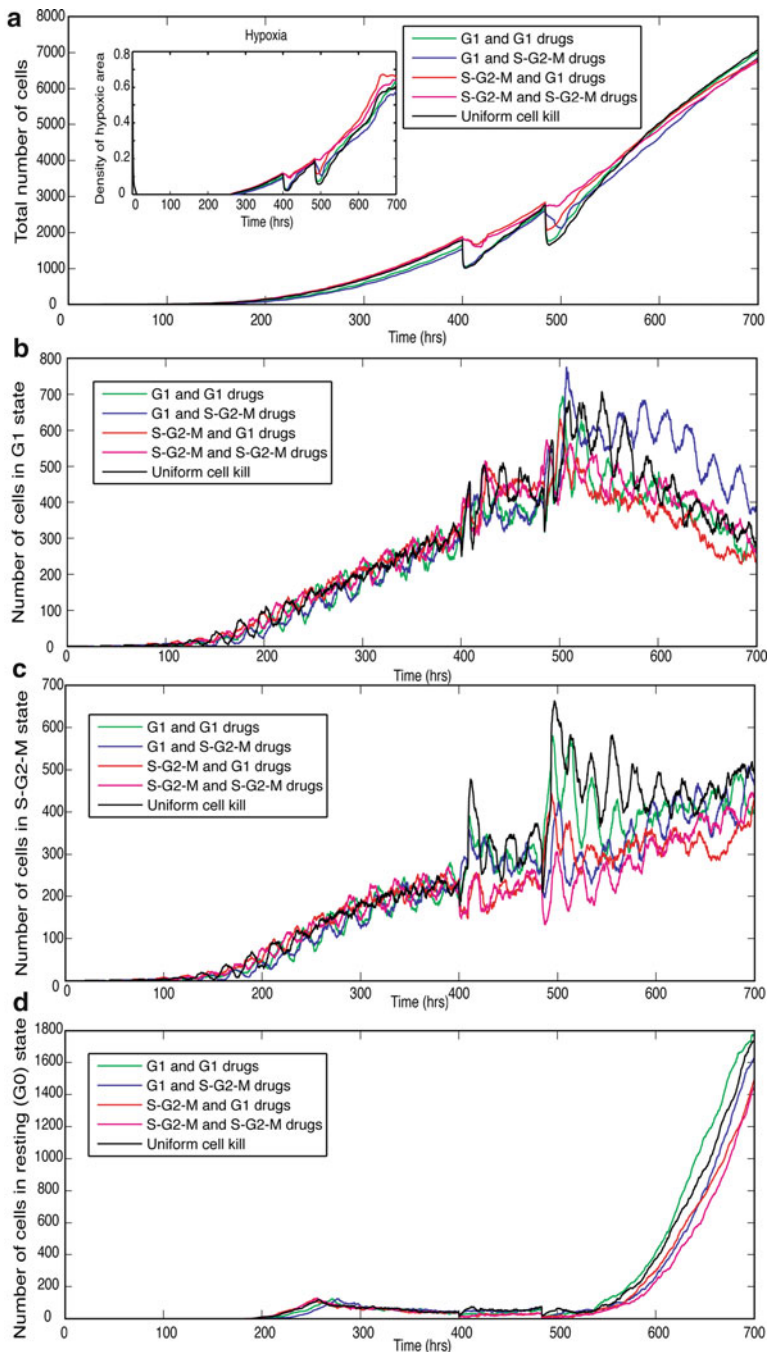 a
Total number of cells
8000
7000
6000
5000
4000
3000
2000
1000
0
Hypoxia
Density of hypoxic area
0.8
0.6
0.4
0.2
0
0 100 200 300 400 500 600 700
Time (hrs)
G1 and G1 drugs
G1 and S-G2-M drugs
S-G2-M and G1 drugs
S-G2-M and S-G2-M drugs
Uniform cell kill
0 100 200 300 400 500 600 700
Time (hrs)
b
Number of cells in G1 state
800
700
600
500
400
300
200
100
0
G1 and G1 drugs
G1 and S-G2-M drugs
S-G2-M and G1 drugs
S-G2-M and S-G2-M drugs
Uniform cell kill
0 100 200 300 400 500 600 700
Time (hrs)
c
Number of cells in S-G2-M state
700
600
500
400
300
200
100
0
G1 and G1 drugs
G1 and S-G2-M drugs
S-G2-M and G1 drugs
S-G2-M and S-G2-M drugs
Uniform cell kill
0 100 200 300 400 500 600 700
Time (hrs)
d
Number of cells in resting (G0) state
1800
1600
1400
1200
1000
800
600
400
200
0
G1 and G1 drugs
G1 and S-G2-M drugs
S-G2-M and G1 drugs
S-G2-M and S-G2-M drugs
Uniform cell kill
0 100 200 300 400 500 600 700
Time (hrs)